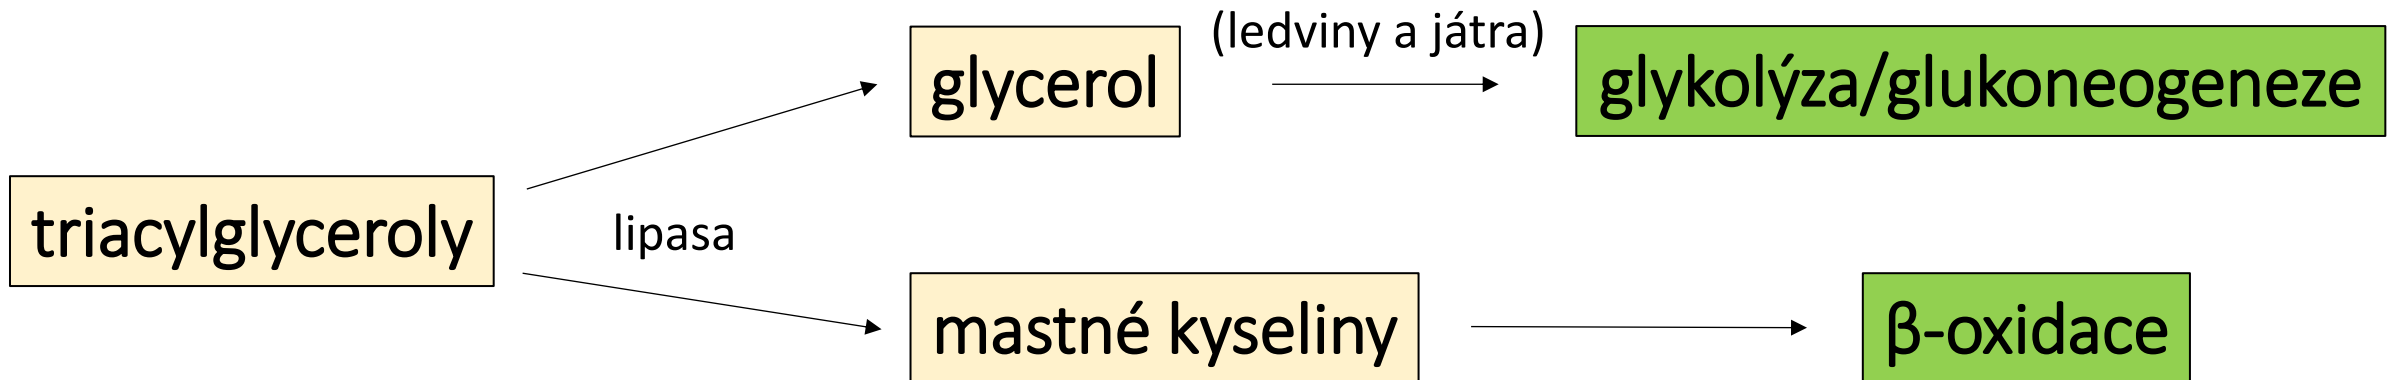 (ledviny a játra)
glycerol
glykolýza/glukoneogeneze
triacylglyceroly
lipasa
mastné kyseliny
β-oxidace